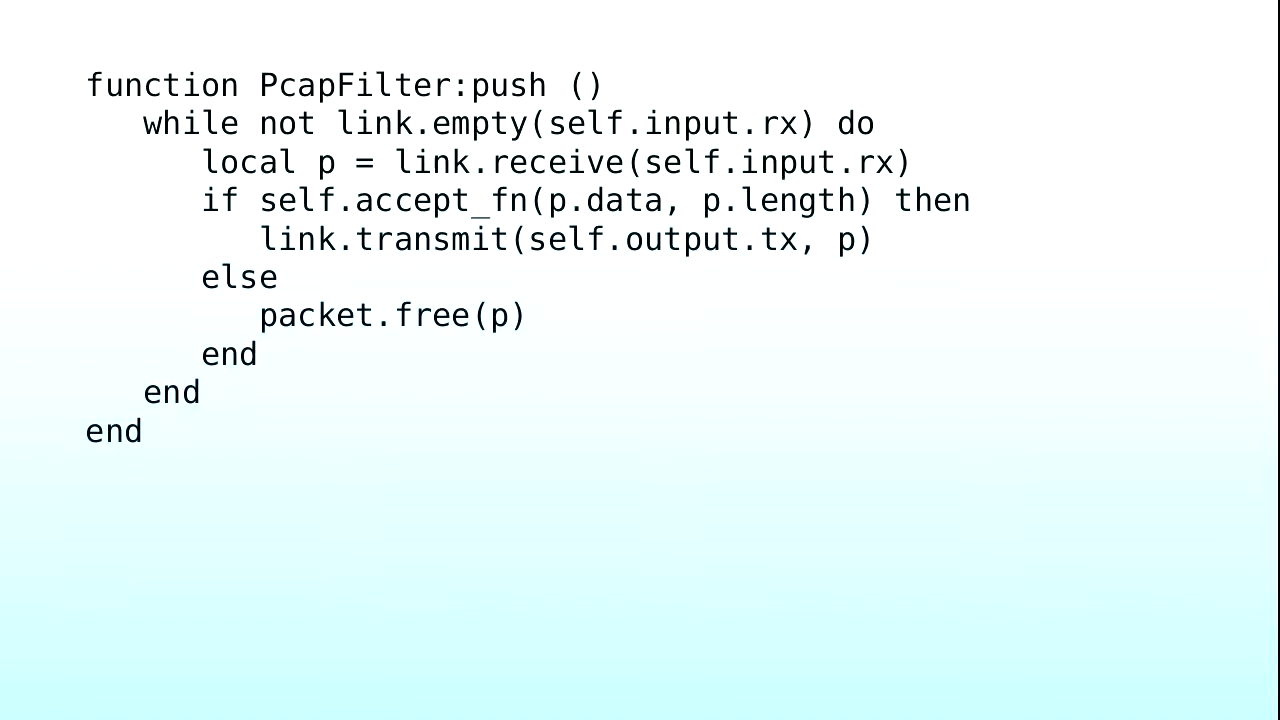 function PcapFilter:push ()
   while not link.empty(self.input.rx) do
      local p = link.receive(self.input.rx)
      if self.accept_fn(p.data, p.length) then
         link.transmit(self.output.tx, p)
      else
         packet.free(p)
      end
   end
end